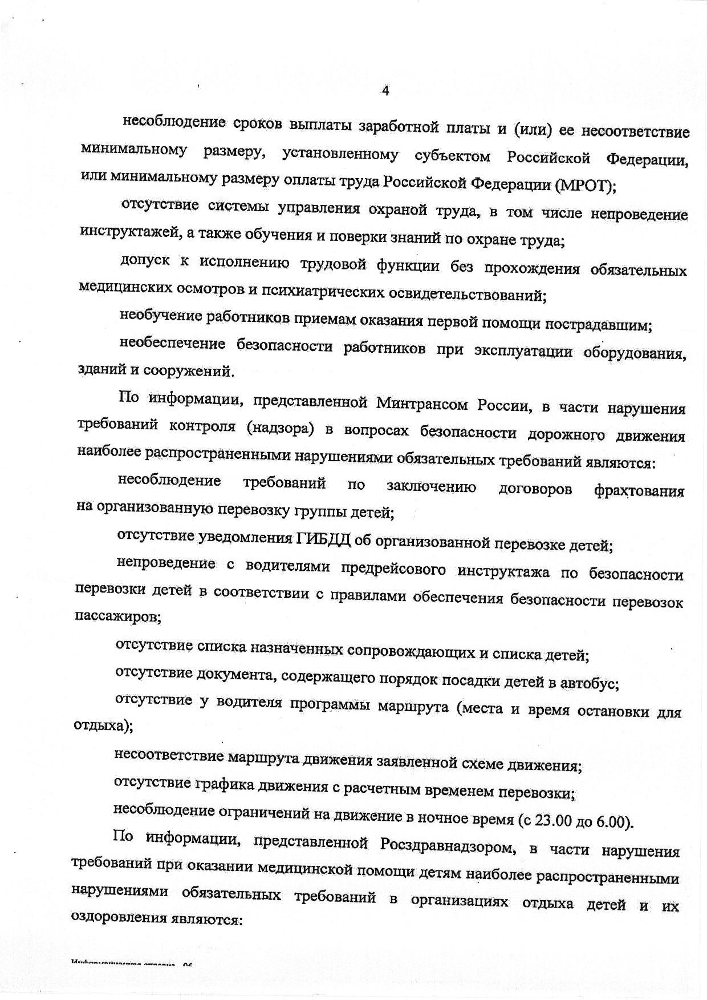 4
несоблюдение сроков выплаты заработной платы и (или) ее несоответствие
минимальному размеру, установленному субъектом Российской Федерации,
или минимальному размеру оплаты труда Российской Федерации (МРОТ);
отсутствие системы управления охраной труда, в том числе непроведение
инструктажей, а также обучения и поверки знаний по охране труда;
допуск к исполнению трудовой функции без прохождения обязательных
медицинских осмотров и психиатрических освидетельствований;
необучение работников приемам оказания первой помощи пострадавшим;
необеспечение безопасности работников при эксплуатации оборудования,
зданий и сооружений.
По информации, представленной Минтрансом России, в части нарушения
требований контроля (надзора) в вопросах безопасности дорожного движения
наиболее распространенными нарушениями обязательных требований являются:
несоблюдение требований по заключению договоров фрахтования
на организованную перевозку группы детей;
отсутствие уведомления ГИБДД об организованной перевозке детей;
непроведение с водителями предрейсового инструктажа по безопасности
перевозки детей в соответствии с правилами обеспечения безопасности перевозок
пассажиров;
отсутствие списка назначенных сопровождающих и списка детей;
отсутствие документа, содержащего порядок посадки детей в автобус;
отсутствие у водителя программы маршрута (места и время остановки для
отдыха);
несоответствие маршрута движения заявленной схеме движения;
отсутствие графика движения с расчетным временем перевозки;
несоблюдение ограничений на движение в ночное время (с 23.00 до 6.00).
По информации, представленной Росздравнадзором, в части нарушения
требований при оказании медицинской помощи детям наиболее распространенными
нарушениями обязательных требований в организациях отдыха детей и их
оздоровления являются: